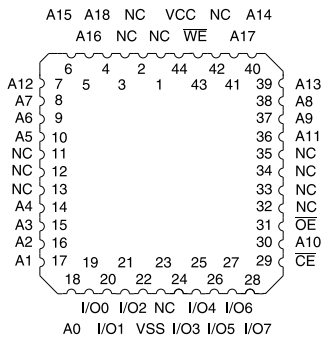 A15 A18 NC VCC NC A14
A16 NC NC W̅E̅ A17
6 4 2 44 42 40
A12 7 5 3 1 43 41 39 A13
A7 8 38 A8
A6 9 37 A9
A5 10 36 A11
NC 11 35 NC
NC 12 34 NC
NC 13 33 NC
A4 14 32 NC
A3 15 31 O̅E̅
A2 16 30 A10
A1 17 19 21 23 25 27 29 C̅E̅
18 20 22 24 26 28
I/O0 I/O2 NC I/O4 I/O6
A0 I/O1 VSS I/O3 I/O5 I/O7